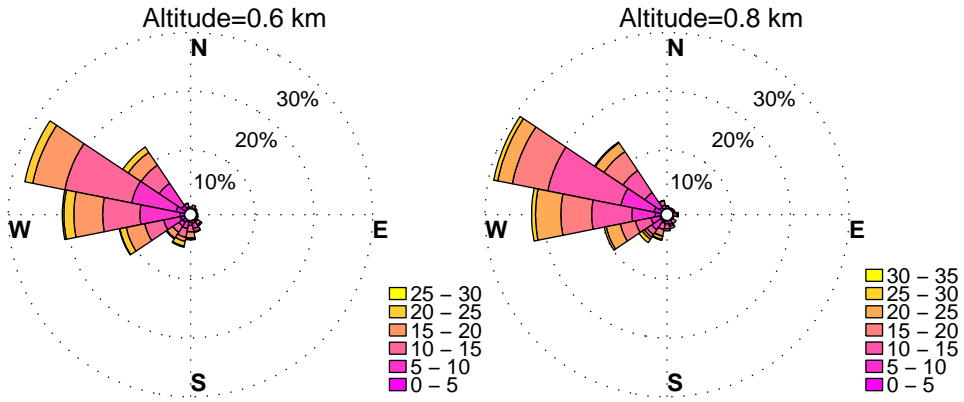 Altitude=0.6 km
N
30%
20%
10%
W
E
S
25 – 30
20 – 25
15 – 20
10 – 15
5 – 10
0 – 5
Altitude=0.8 km
N
30%
20%
10%
W
E
S
30 – 35
25 – 30
20 – 25
15 – 20
10 – 15
5 – 10
0 – 5